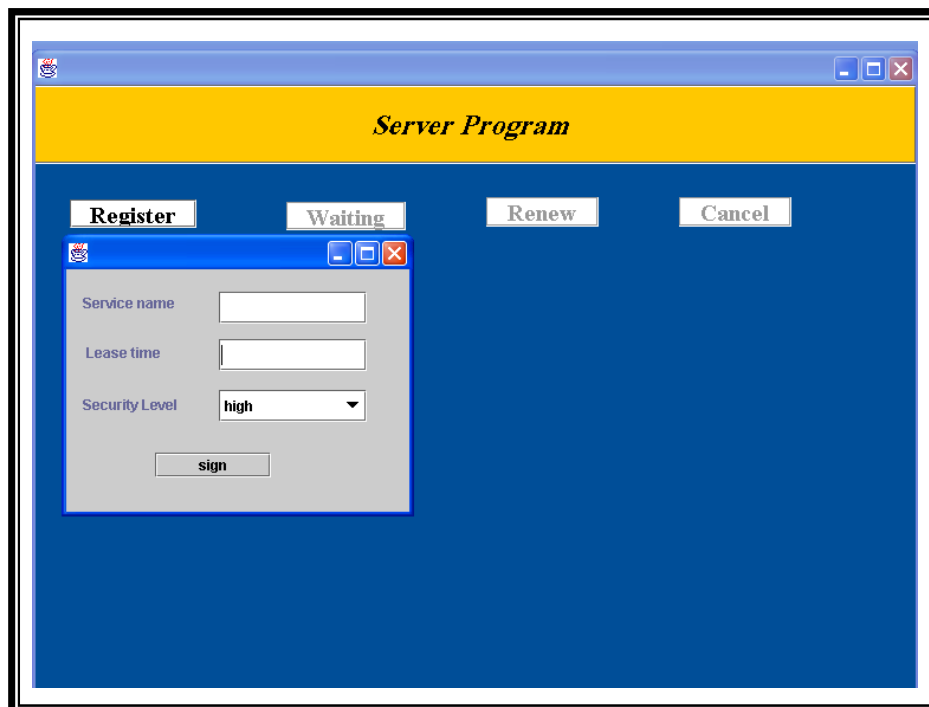 Server Program
Register Waiting Renew Cancel
Service name
Lease time
Security Level high
sign